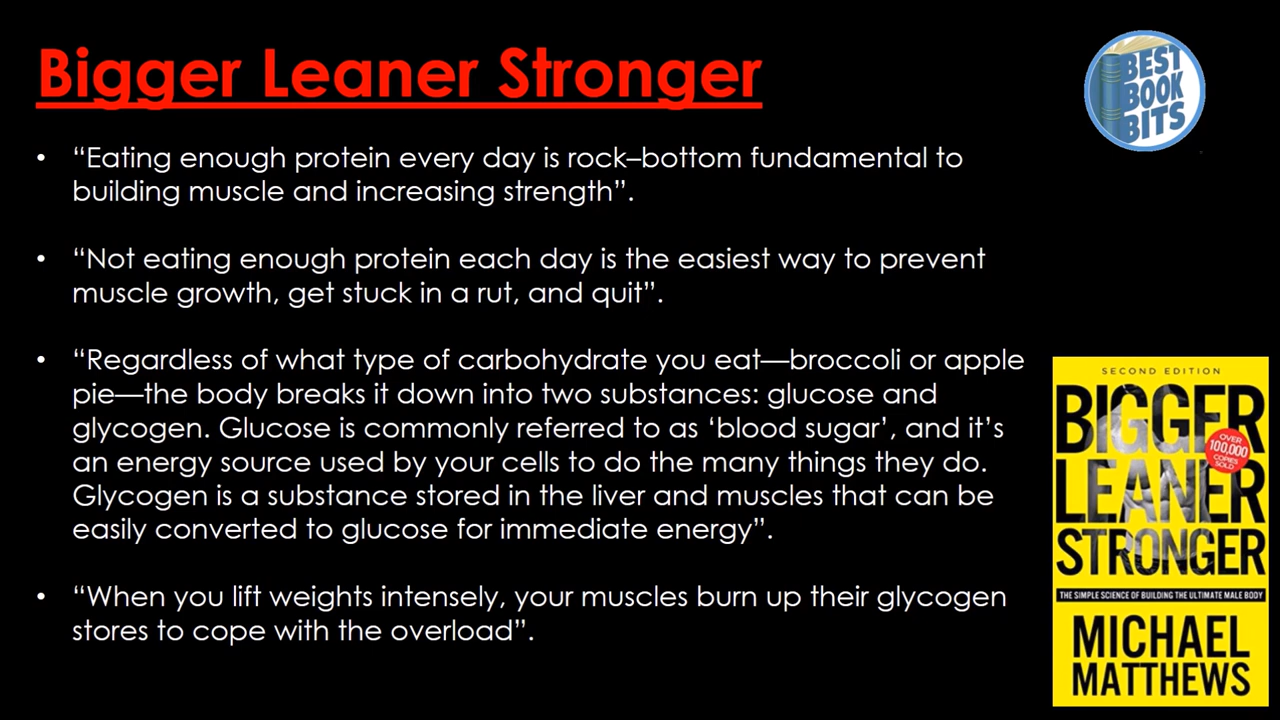 Bigger Leaner Stronger
BEST
BOOK
BITS
• “Eating enough protein every day is rock–bottom fundamental to
building muscle and increasing strength”.
• “Not eating enough protein each day is the easiest way to prevent
muscle growth, get stuck in a rut, and quit”.
• “Regardless of what type of carbohydrate you eat—broccoli or apple
pie—the body breaks it down into two substances: glucose and
glycogen. Glucose is commonly referred to as ‘blood sugar’, and it’s
an energy source used by your cells to do the many things they do.
Glycogen is a substance stored in the liver and muscles that can be
easily converted to glucose for immediate energy”.
• “When you lift weights intensely, your muscles burn up their glycogen
stores to cope with the overload”.
SECOND EDITION
BIGGER
OVER
100,000
COPIES
SOLD
LEANER
STRONGER
THE SIMPLE SCIENCE OF BUILDING THE ULTIMATE MALE BODY
MICHAEL
MATTHEWS